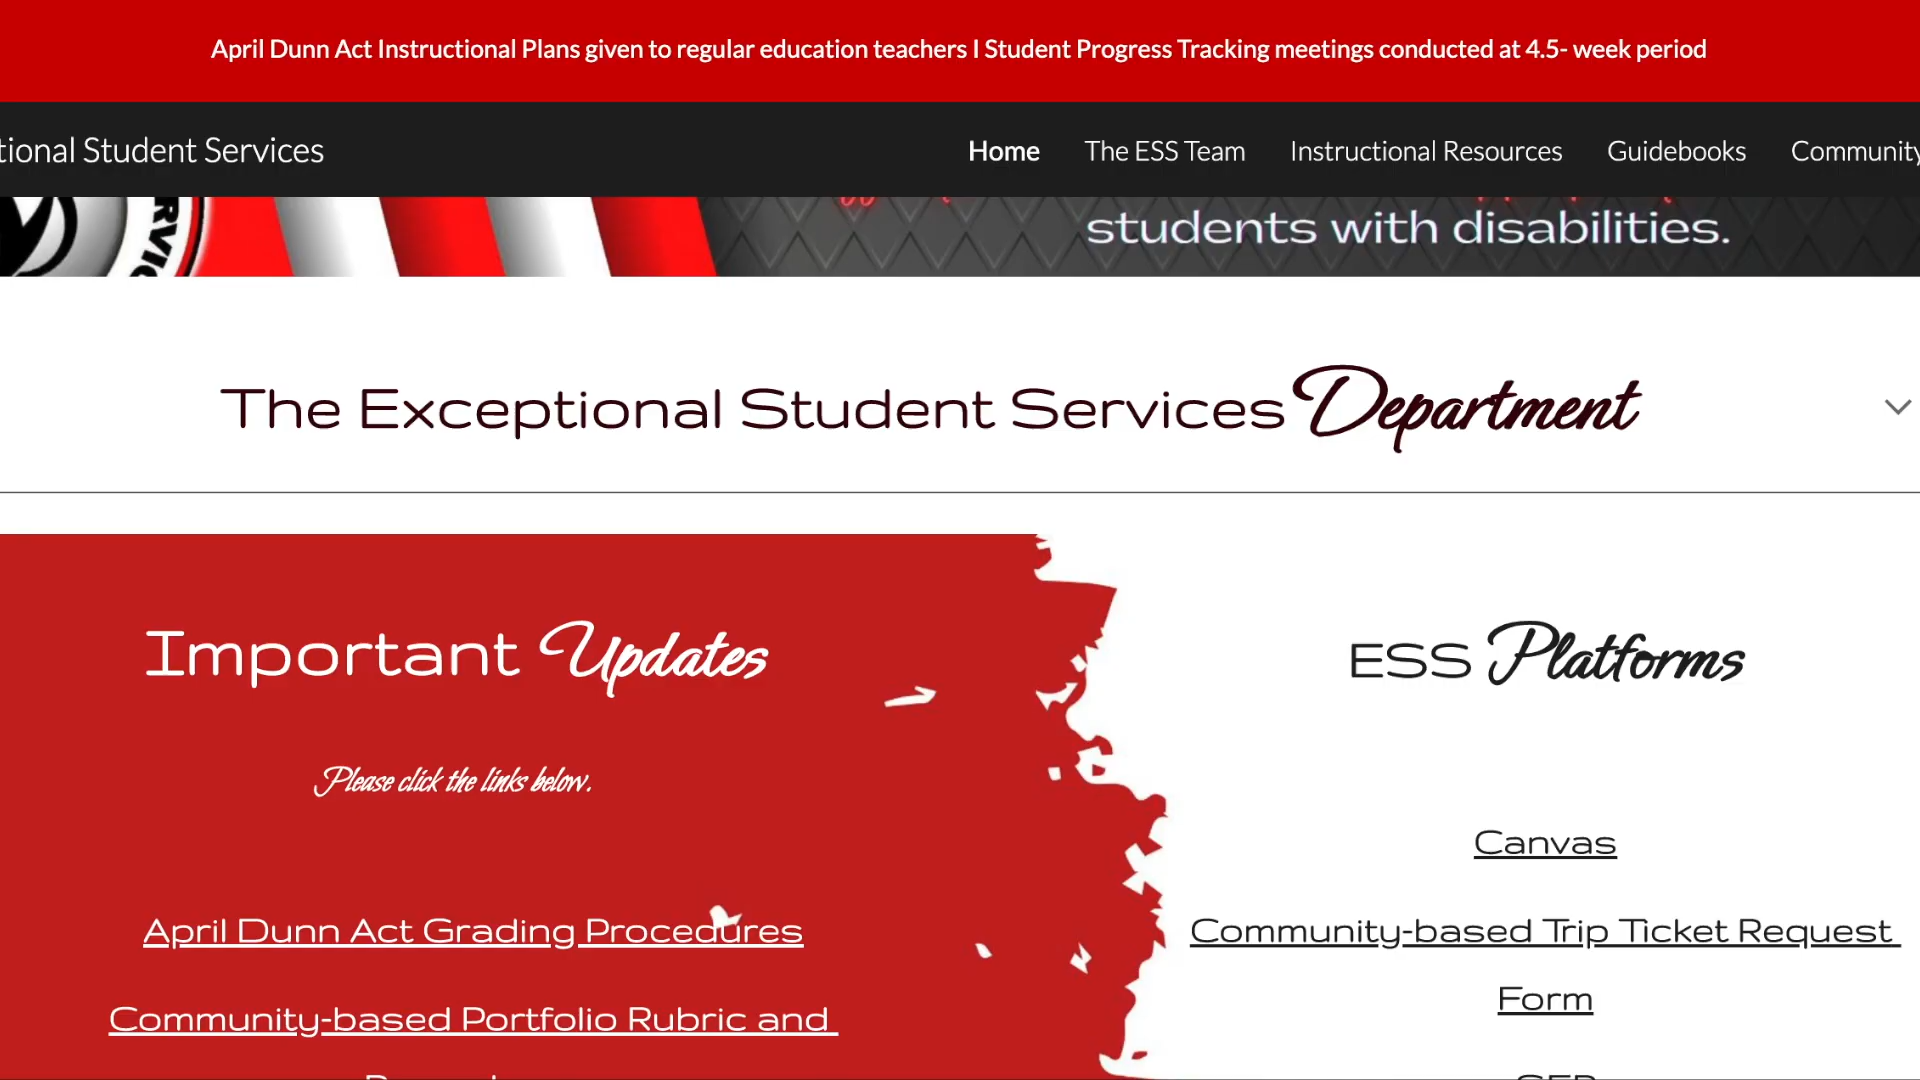 April Dunn Act Instructional Plans given to regular education teachers I Student Progress Tracking meetings conducted at 4.5- week period
tional Student Services
Home
The ESS Team
Instructional Resources
Guidebooks
Community
students with disabilities.
The Exceptional Student Services Department
Important Updates
Please click the links below.
April Dunn Act Grading Procedures
Community-based Portfolio Rubric and
ESS Platforms
Canvas
Community-based Trip Ticket Request
Form